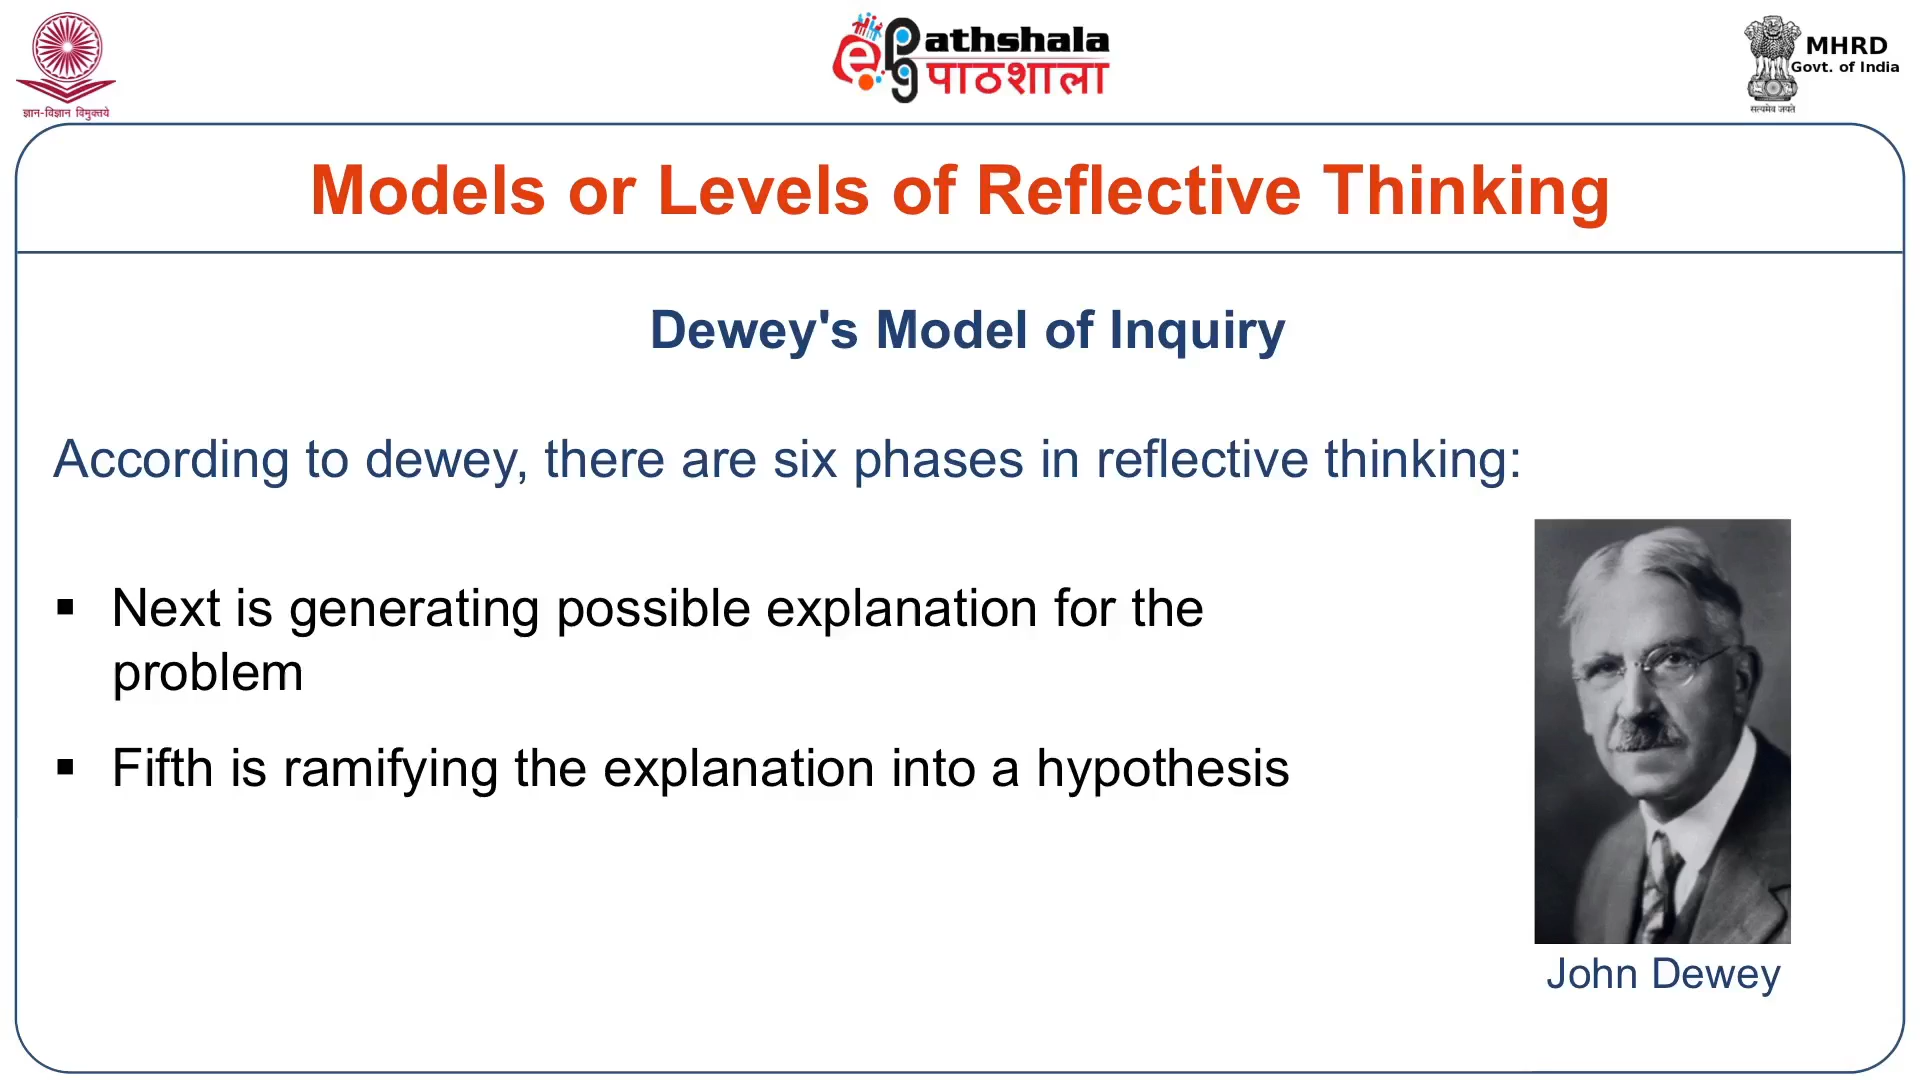 ज्ञान-विज्ञान विमुक्तये
ePathshala
पाठशाला
MHRD
Govt. of India
सत्यमेव जयते
Models or Levels of Reflective Thinking
Dewey's Model of Inquiry
According to dewey, there are six phases in reflective thinking:
▪ Next is generating possible explanation for the
problem
▪ Fifth is ramifying the explanation into a hypothesis
John Dewey